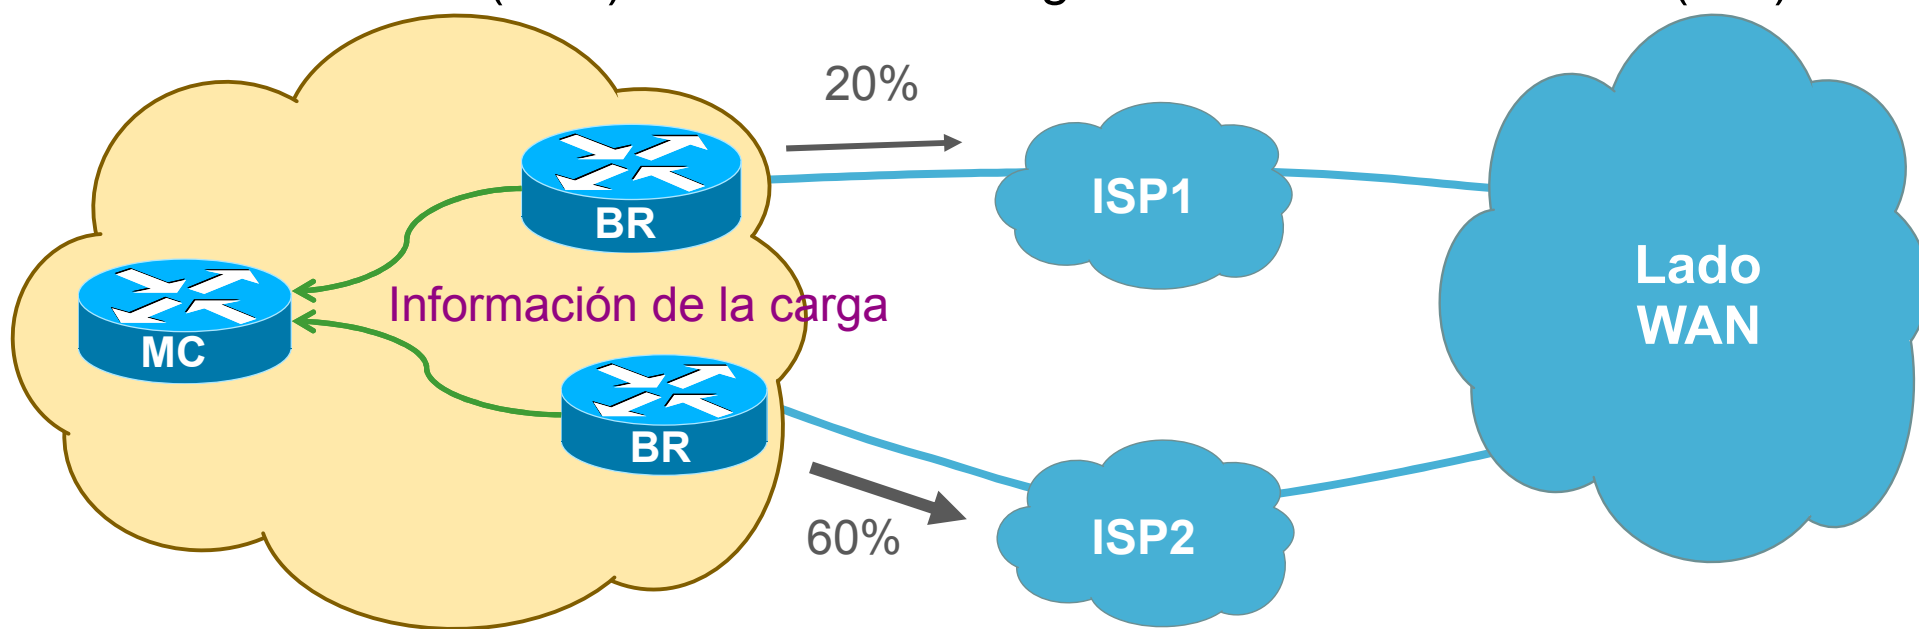 20%
BR
ISP1
Información de la carga
MC
Lado
WAN
BR
60%
ISP2